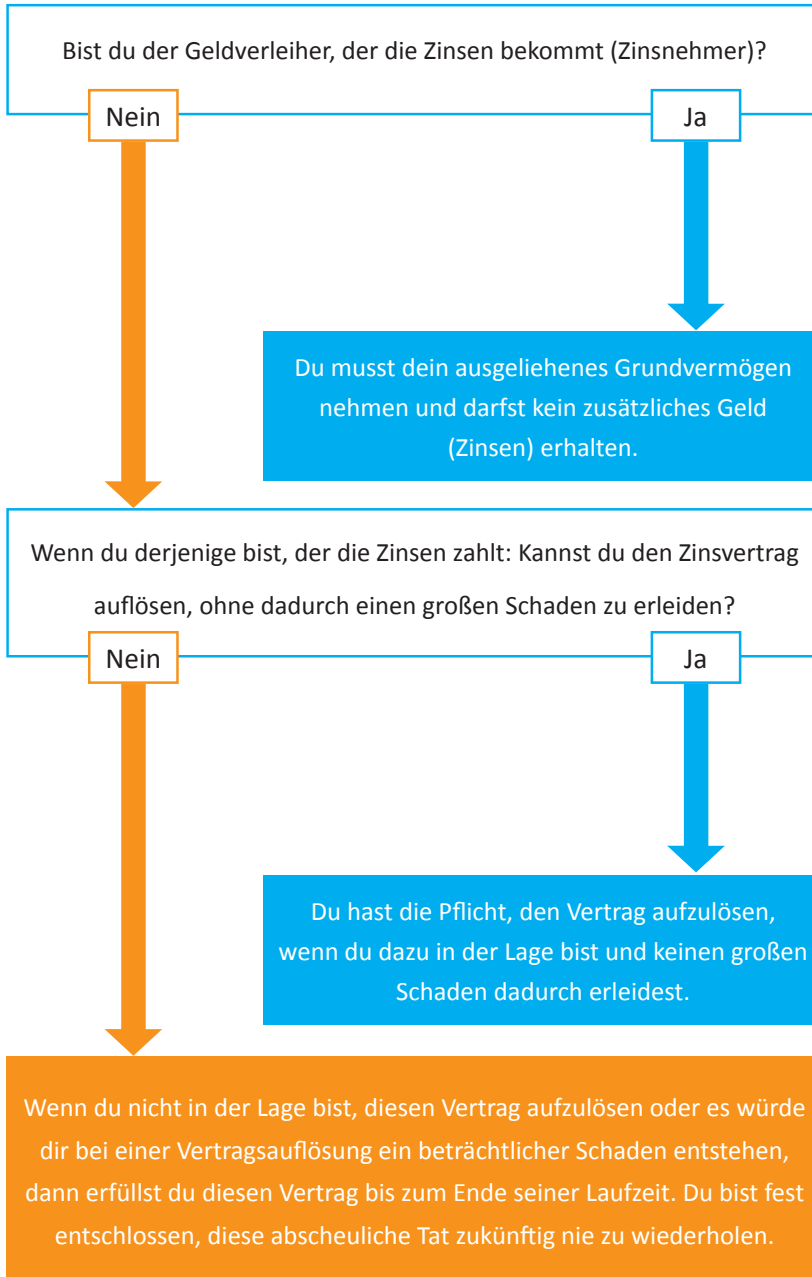 Bist du der Geldverleiher, der die Zinsen bekommt (Zinsnehmer)?
Nein
Ja
Du musst dein ausgeliehenes Grundvermögen
nehmen und darfst kein zusätzliches Geld
(Zinsen) erhalten.
Wenn du derjenige bist, der die Zinsen zahlt: Kannst du den Zinsvertrag
auflösen, ohne dadurch einen großen Schaden zu erleiden?
Nein
Ja
Du hast die Pflicht, den Vertrag aufzulösen,
wenn du dazu in der Lage bist und keinen großen
Schaden dadurch erleidest.
Wenn du nicht in der Lage bist, diesen Vertrag aufzulösen oder es würde
dir bei einer Vertragsauflösung ein beträchtlicher Schaden entstehen,
dann erfüllst du diesen Vertrag bis zum Ende seiner Laufzeit. Du bist fest
entschlossen, diese abscheuliche Tat zukünftig nie zu wiederholen.